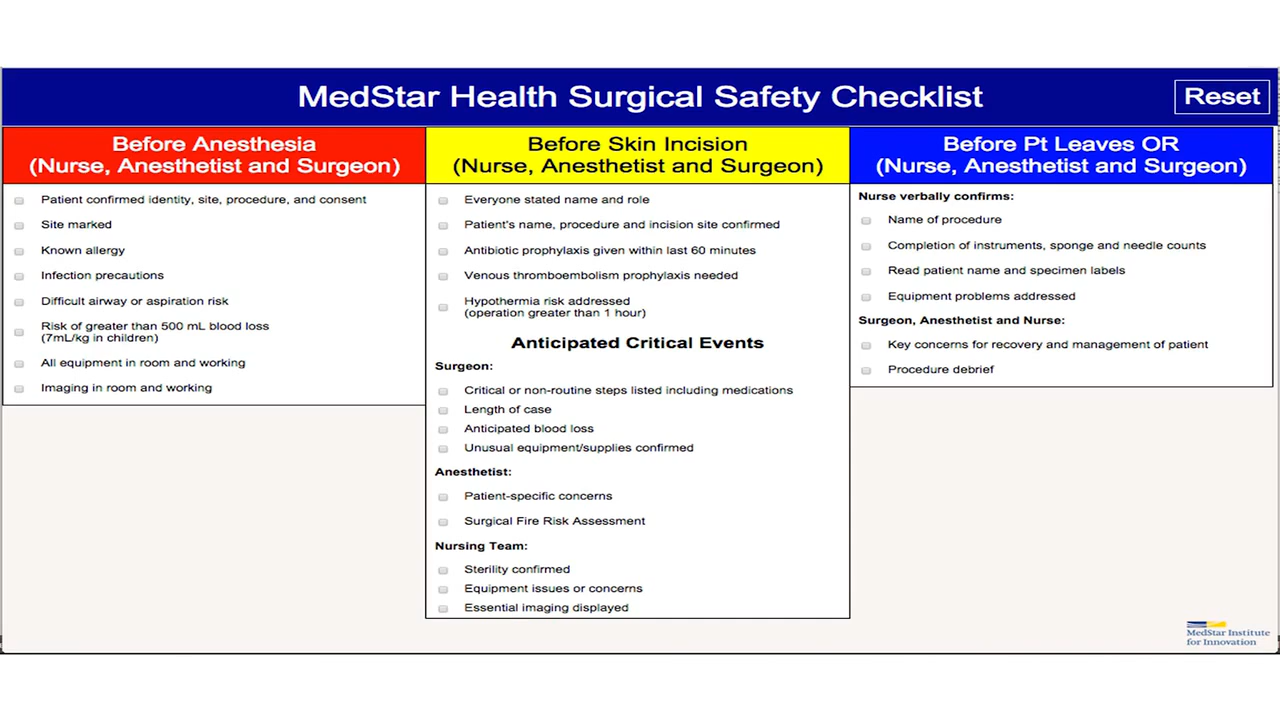 MedStar Health Surgical Safety Checklist
Reset
Before Anesthesia
(Nurse, Anesthetist and Surgeon)
Patient confirmed identity, site, procedure, and consent
Site marked
Known allergy
Infection precautions
Difficult airway or aspiration risk
Risk of greater than 500 mL blood loss
(7mL/kg in children)
All equipment in room and working
Imaging in room and working
Before Skin Incision
(Nurse, Anesthetist and Surgeon)
Everyone stated name and role
Patient's name, procedure and incision site confirmed
Antibiotic prophylaxis given within last 60 minutes
Venous thromboembolism prophylaxis needed
Hypothermia risk addressed
(operation greater than 1 hour)
Anticipated Critical Events
Surgeon:
Critical or non-routine steps listed including medications
Length of case
Anticipated blood loss
Unusual equipment/supplies confirmed
Anesthetist:
Patient-specific concerns
Surgical Fire Risk Assessment
Nursing Team:
Sterility confirmed
Equipment issues or concerns
Essential imaging displayed
Before Pt Leaves OR
(Nurse, Anesthetist and Surgeon)
Nurse verbally confirms:
Name of procedure
Completion of instruments, sponge and needle counts
Read patient name and specimen labels
Equipment problems addressed
Surgeon, Anesthetist and Nurse:
Key concerns for recovery and management of patient
Procedure debrief
MedStar Institute
for Innovation